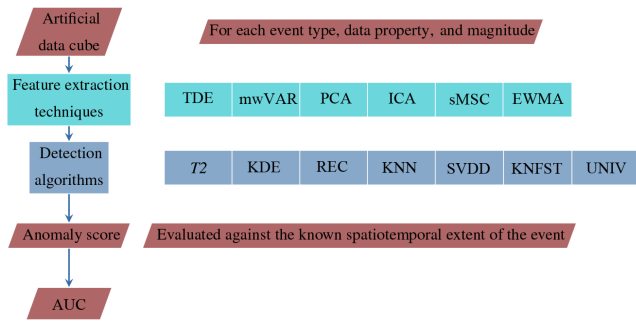 Artificial
data cube
For each event type, data property, and magnitude
Feature extraction
techniques
TDE mwVAR PCA ICA sMSC EWMA
Detection
algorithms
T2 KDE REC KNN SVDD KNFST UNIV
Anomaly score
Evaluated against the known spatiotemporal extent of the event
AUC